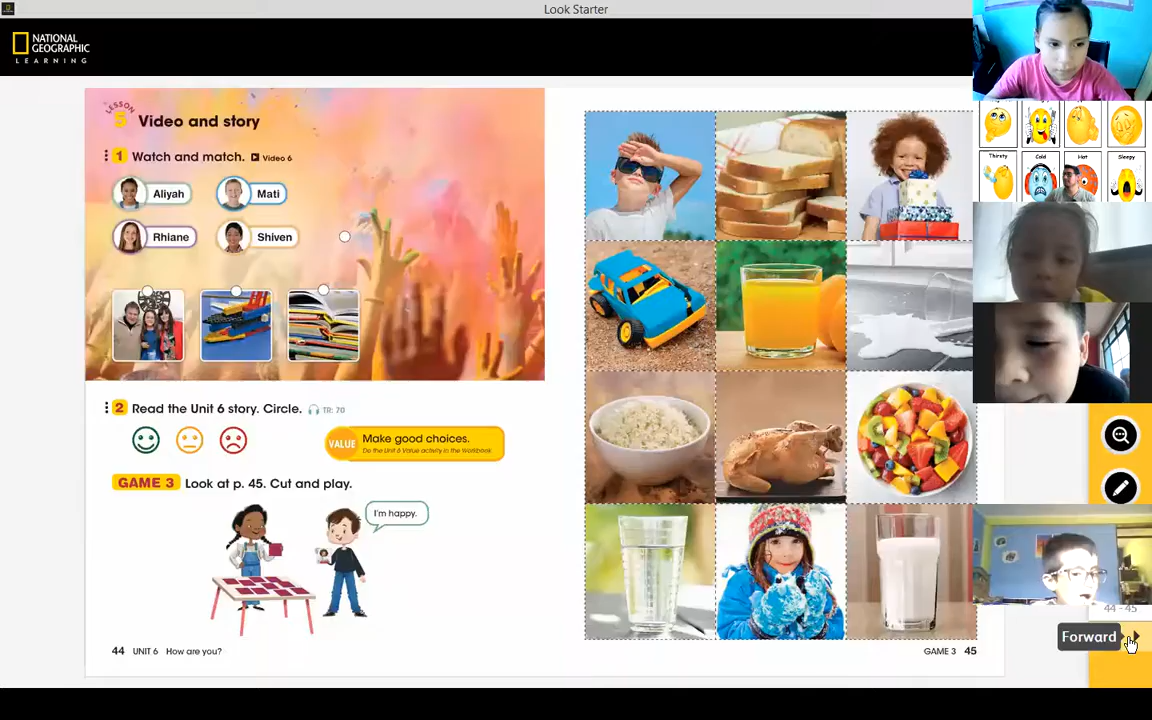 Look Starter
NATIONAL
GEOGRAPHIC
LEARNING
LESSON
5 Video and story
1 Watch and match. Video 6
Aliyah
Mati
Rhiane
Shiven
2 Read the Unit 6 story. Circle. TR: 70
VALUE
Make good choices.
Do the Unit 6 Value activity in the Workbook
GAME 3 Look at p. 45. Cut and play.
I'm happy.
44 UNIT 6 How are you?
GAME 3 45
Thirsty
Cold
Hot
Sleepy
44 - 45
Forward